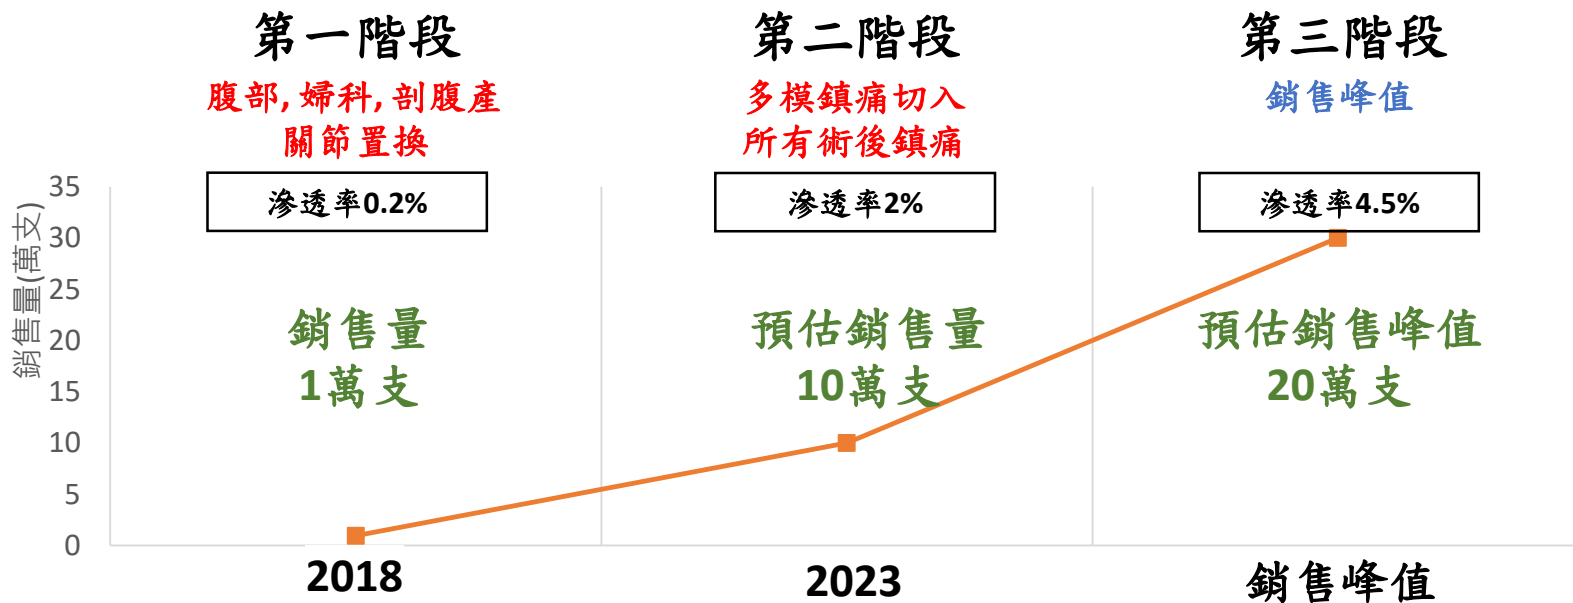 第一階段
腹部, 婦科, 剖腹產
關節置換
滲透率0.2%
銷售量
1萬支
第二階段
多模鎮痛切入
所有術後鎮痛
滲透率2%
預估銷售量
10萬支
第三階段
銷售峰值
滲透率4.5%
預估銷售峰值
20萬支
銷售量(萬支)
35
30
25
20
15
10
5
0
2018
2023
銷售峰值